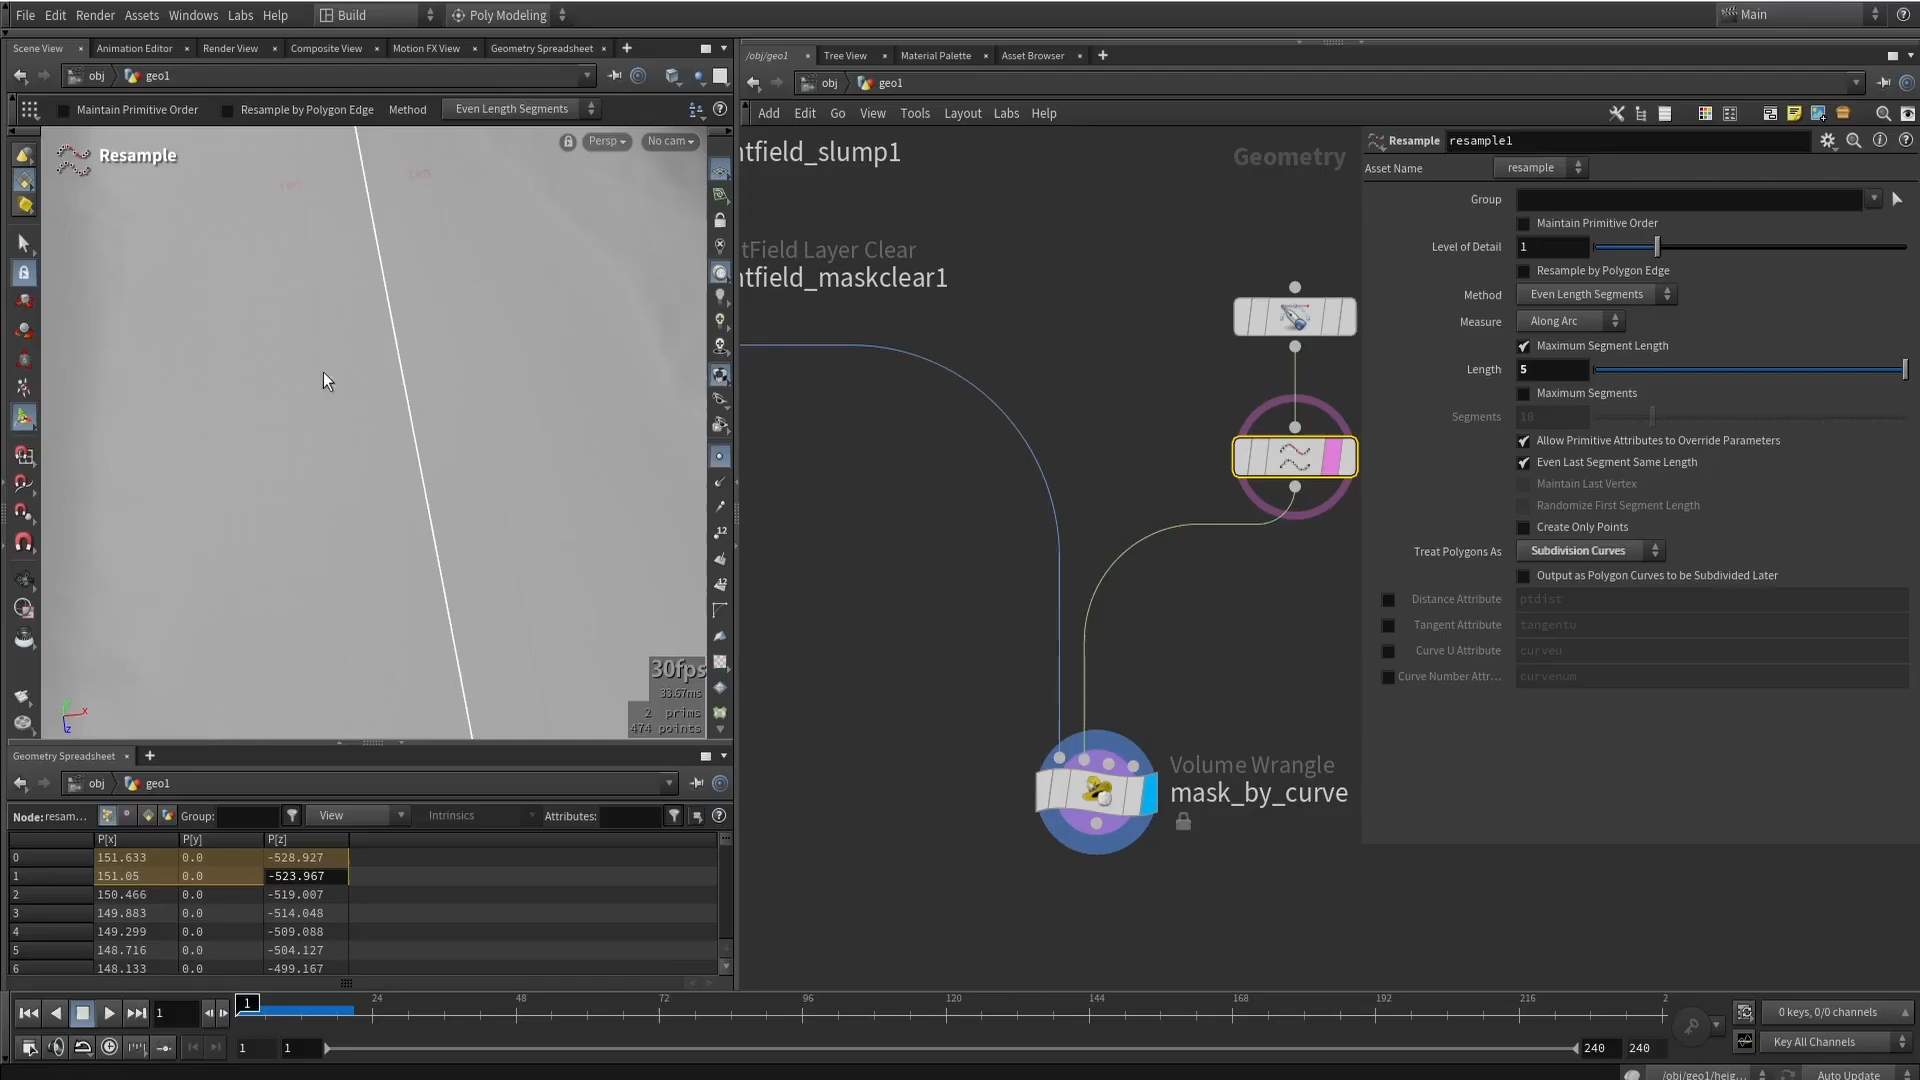 File Edit Render Assets Windows Labs Help Build Poly Modeling Main
Scene View × Animation Editor × Render View × Composite View × Motion FX View × Geometry Spreadsheet ×
obj geo1
Maintain Primitive Order Resample by Polygon Edge Method Even Length Segments
Resample
Persp No cam
30fps
33.67ms
2 prims
474 points
12
12
z x
Geometry Spreadsheet ×
obj geo1
Node: resam... Group: View Intrinsics Attributes:
P[x] P[y] P[z]
0 151.633 0.0 -528.927
1 151.05 0.0 -523.967
2 150.466 0.0 -519.007
3 149.883 0.0 -514.048
4 149.299 0.0 -509.088
5 148.716 0.0 -504.127
6 148.133 0.0 -499.167
/obj/geo1 × Tree View × Material Palette × Asset Browser ×
obj geo1
Add Edit Go View Tools Layout Labs Help
tfield_slump1
Geometry
tField Layer Clear
tfield_maskclear1
Volume Wrangle
mask_by_curve
Resample resample1
Asset Name resample
Group
Maintain Primitive Order
Level of Detail 1
Resample by Polygon Edge
Method Even Length Segments
Measure Along Arc
Maximum Segment Length
Length 5
Maximum Segments
Segments 10
Allow Primitive Attributes to Override Parameters
Even Last Segment Same Length
Maintain Last Vertex
Randomize First Segment Length
Create Only Points
Treat Polygons As Subdivision Curves
Output as Polygon Curves to be Subdivided Later
Distance Attribute ptdist
Tangent Attribute tangentu
Curve U Attribute curveu
Curve Number Attr... curvenum
1 1 24 48 72 96 120 144 168 192 216 2
0 keys, 0/0 channels
1 1 240 240
Key All Channels
/obj/geo1/heig... Auto Update